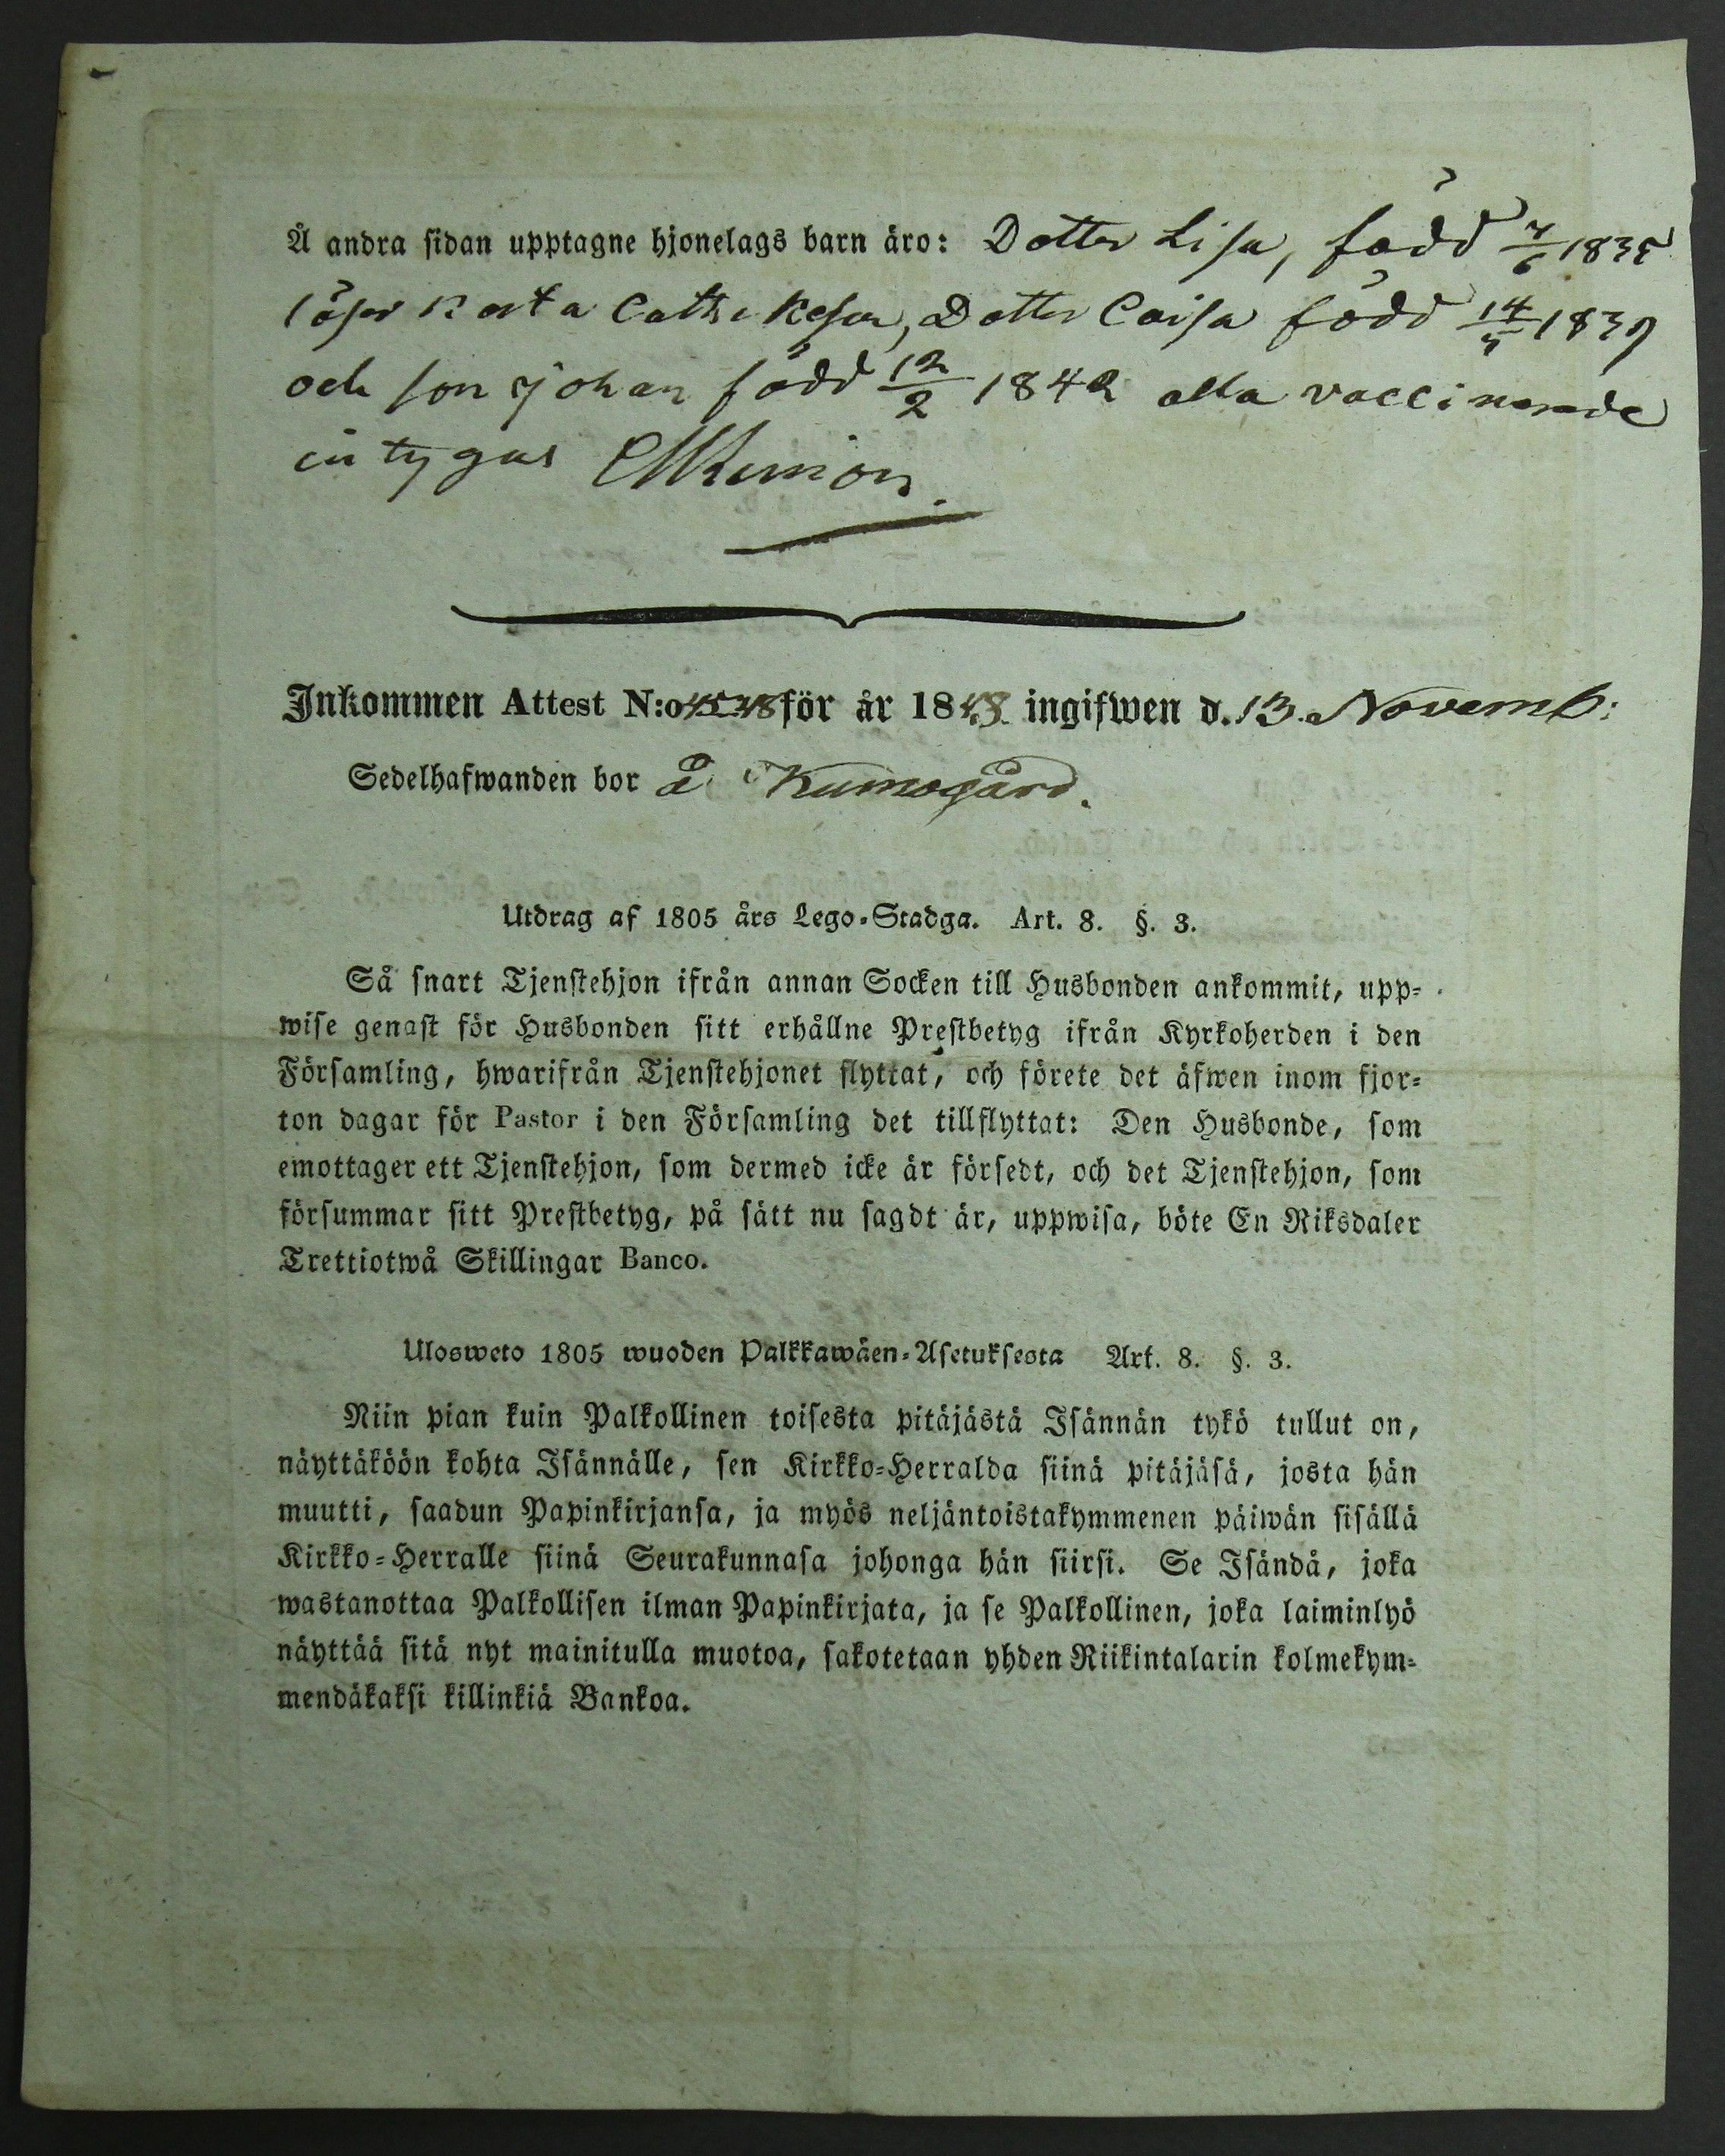 Å andra sidan upptagne hjonelags barn äro: Dotter Lisa, född 7/6 1835
läser korta Cathekesen, Dotter Caisa född 14/5 1839
och son Johan född 12/2 1842 alla vaccinerade
intygas
Inkommen Attest N:o för år 1848 ingifwen d. 13 Novemb:
Sedelhafwanden bor å Kumogård.
Utdrag af 1805 års Lego-Stadga. Art. 8. §. 3.
Så snart Tjenstehjon ifrån annan Socken till Husbonden ankommit, upp-
wise genast för Husbonden sitt erhållne Prestbetyg ifrån Kyrkoherden i den
Församling, hwarifrån Tjenstehjonet flyttat, och förete det äfwen inom fjor-
ton dagar för Pastor i den Församling det tillflyttat: Den Husbonde, som
emottager ett Tjenstehjon, som dermed icke är försedt, och det Tjenstehjon, som
försummar sitt Prestbetyg, på sätt nu sagdt är, uppwisa, böte En Riksdaler
Trettiotwå Skillingar Banco.
Ulosweto 1805 wuoden Palkkawäen-Asetuksesta Art. 8. §. 3.
Niin pian kuin Palkollinen toisesta pitäjästä Isännän tykö tullut on,
näyttäköön kohta Isännälle, sen Kirkko-Herralda siinä pitäjäsä, josta hän
muutti, saadun Papinkirjansa, ja myös neljäntoistakymmenen päiwän sisällä
Kirkko-Herralle siinä Seurakunnasa johonga hän siirsi. Se Isändä, joka
wastanottaa Palkollisen ilman Papinkirjata, ja se Palkollinen, joka laiminlyö
näyttää sitä nyt mainitulla muotoa, sakotetaan yhden Riikintalarin kolmekym-
mendäkaksi killinkiä Bankoa.